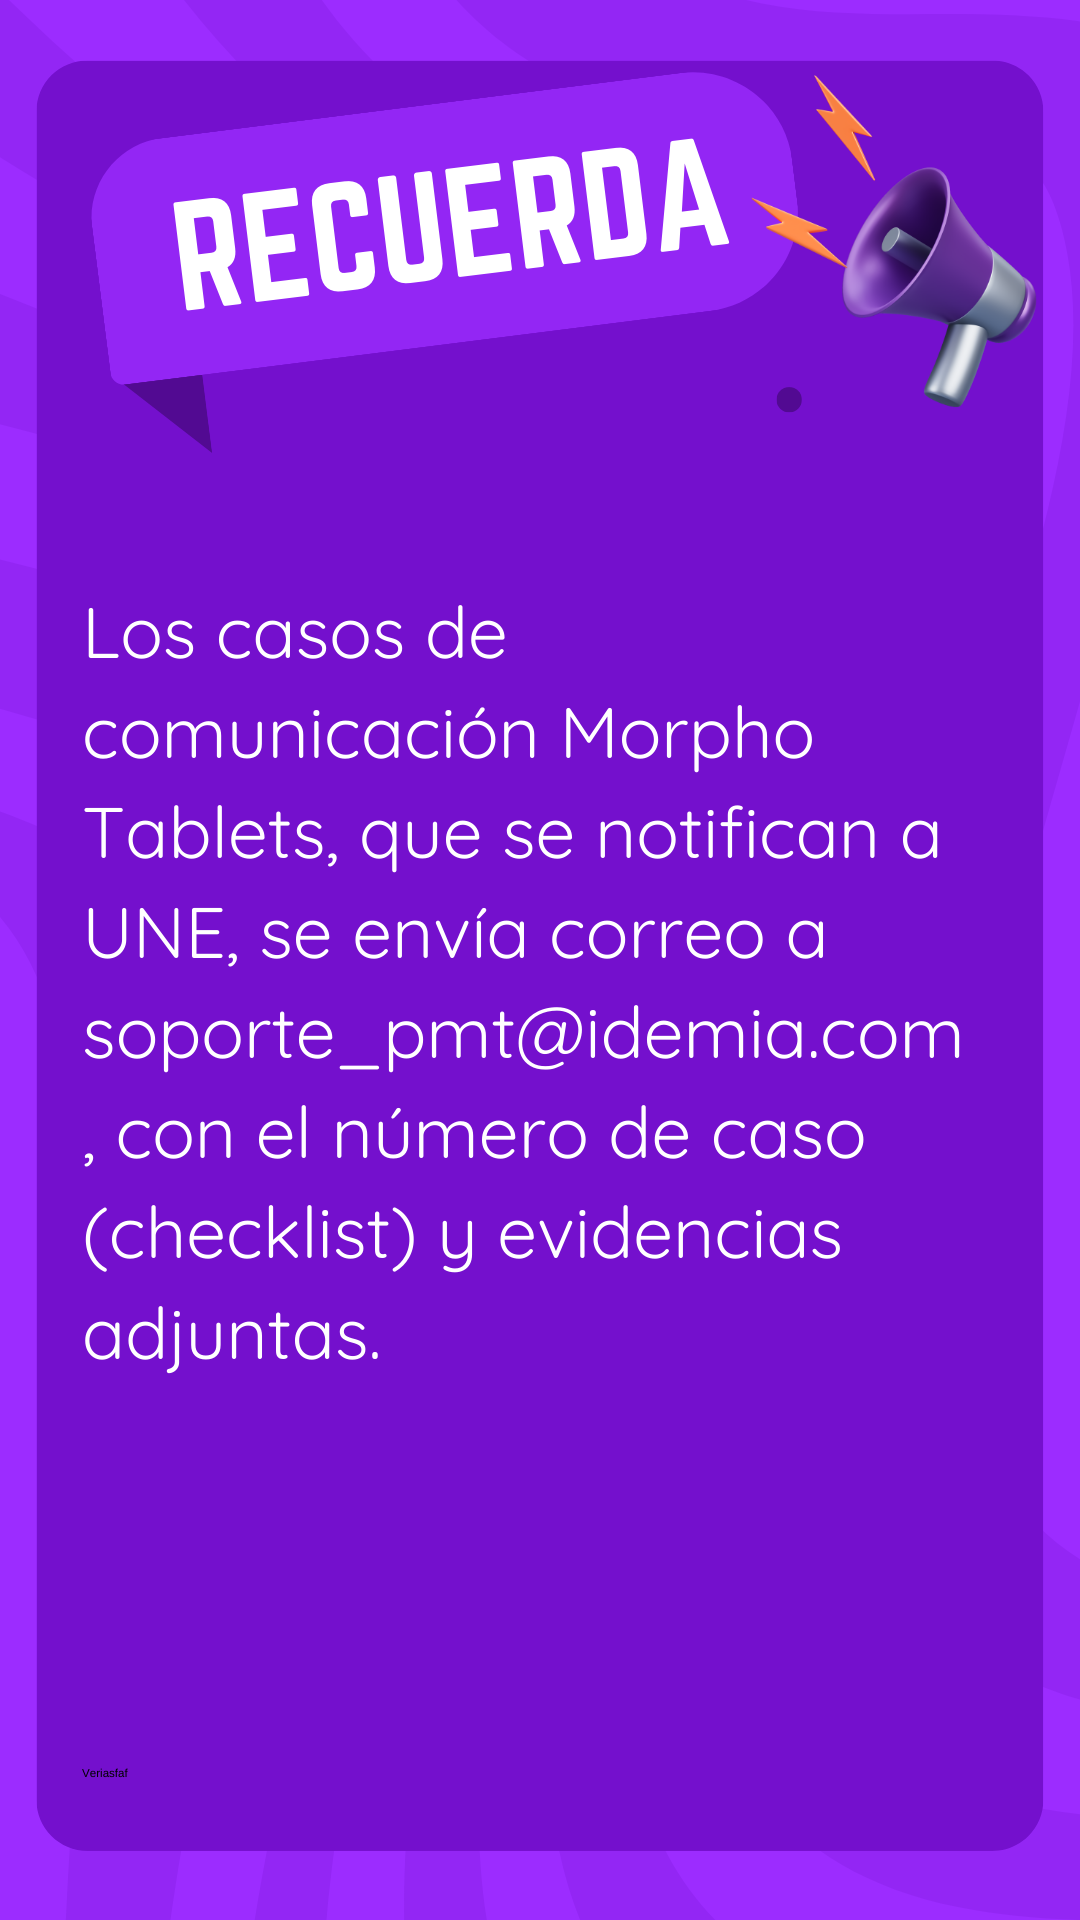 RECUERDA
Los casos de
comunicación Morpho
Tablets, que se notifican a
UNE, se envía correo a
soporte_pmt@idemia.com
, con el número de caso
(checklist) y evidencias
adjuntas.
Veriasfaf